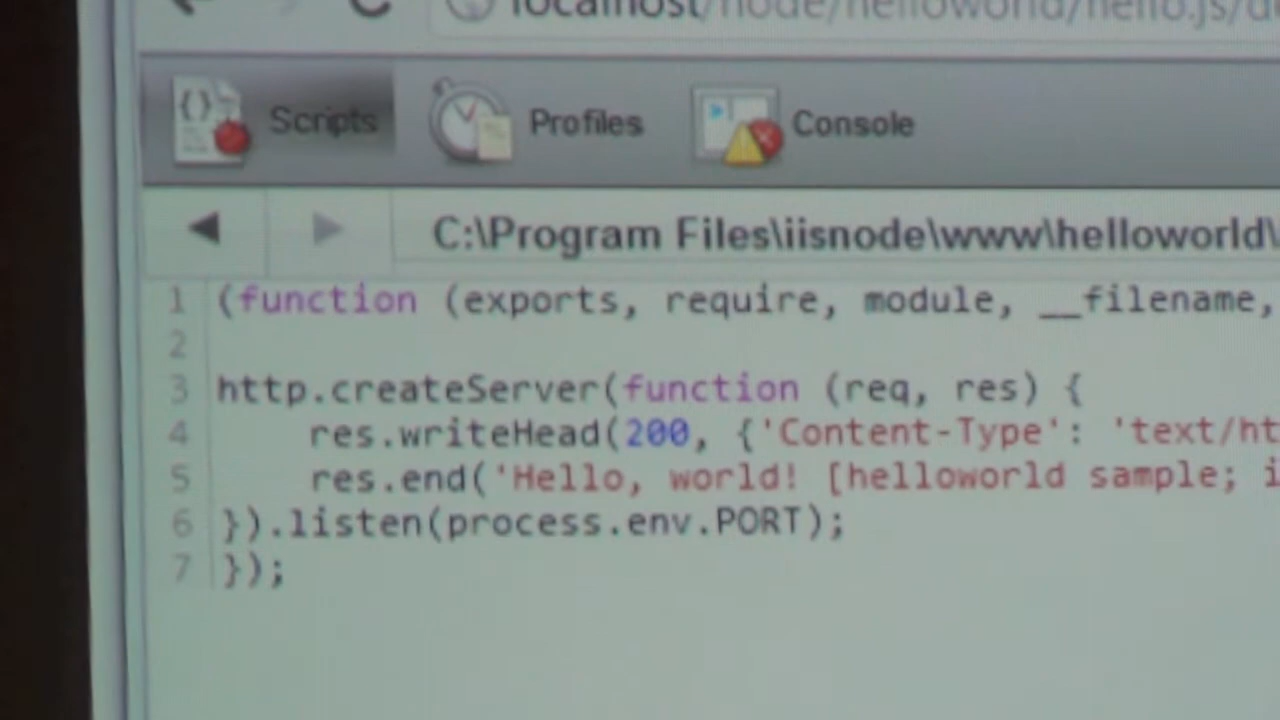 localhost/node/helloworld/hello.js/d
Scripts Profiles Console
C:\Program Files\iisnode\www\helloworld\
1 (function (exports, require, module, __filename,
2
3 http.createServer(function (req, res) {
4 res.writeHead(200, {'Content-Type': 'text/ht
5 res.end('Hello, world! [helloworld sample; i
6 }).listen(process.env.PORT);
7 });